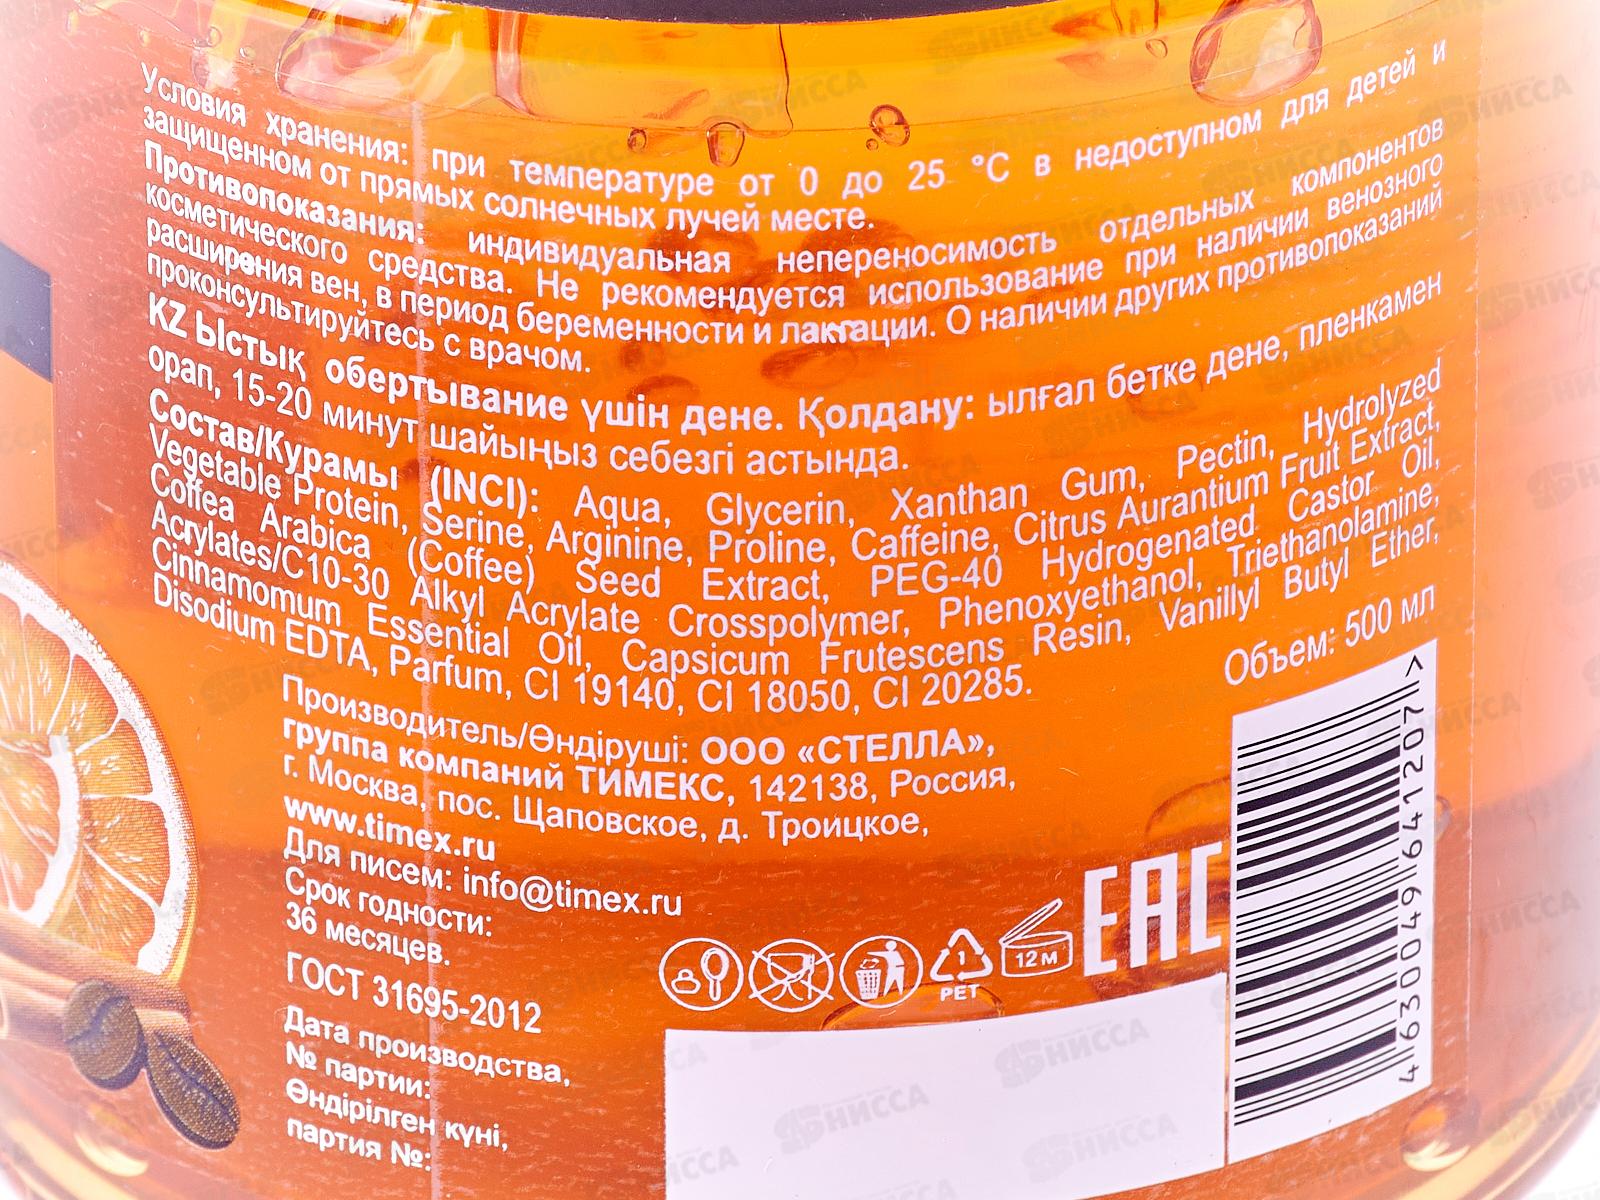 Условия хранения: при температуре от 0 до 25 °C в недоступном для детей и
защищенном от прямых солнечных лучей месте.
Противопоказания: индивидуальная непереносимость отдельных компонентов
косметического средства. Не рекомендуется использование при наличии венозного
расширения вен, в период беременности и лактации. О наличии других противопоказаний
проконсультируйтесь с врачом.
KZ Ыстық обертывание үшін дене. Қолдану: ылғал бетке дене, пленкамен
орап, 15-20 минут шайыңыз себезгі астында.
Состав/Курамы (INCI): Aqua, Glycerin, Xanthan Gum, Pectin, Hydrolyzed
Vegetable Protein, Serine, Arginine, Proline, Caffeine, Citrus Aurantium Fruit Extract,
Coffea Arabica (Coffee) Seed Extract, PEG-40 Hydrogenated Castor Oil,
Acrylates/C10-30 Alkyl Acrylate Crosspolymer, Phenoxyethanol, Triethanolamine,
Cinnamomum Essential Oil, Capsicum Frutescens Resin, Vanillyl Butyl Ether,
Disodium EDTA, Parfum, CI 19140, CI 18050, CI 20285.
Объем: 500 мл
Производитель/Өндіруші: ООО «СТЕЛЛА»,
группа компаний ТИМЕКС, 142138, Россия,
г. Москва, пос. Щаповское, д. Троицкое,
www.timex.ru
Для писем: info@timex.ru
Срок годности:
36 месяцев.
ГОСТ 31695-2012
Дата производства,
№ партии:
Өндірілген күні,
партия №:
1
PET
12 м
EAC
4 630049 641207 >
БНИССА